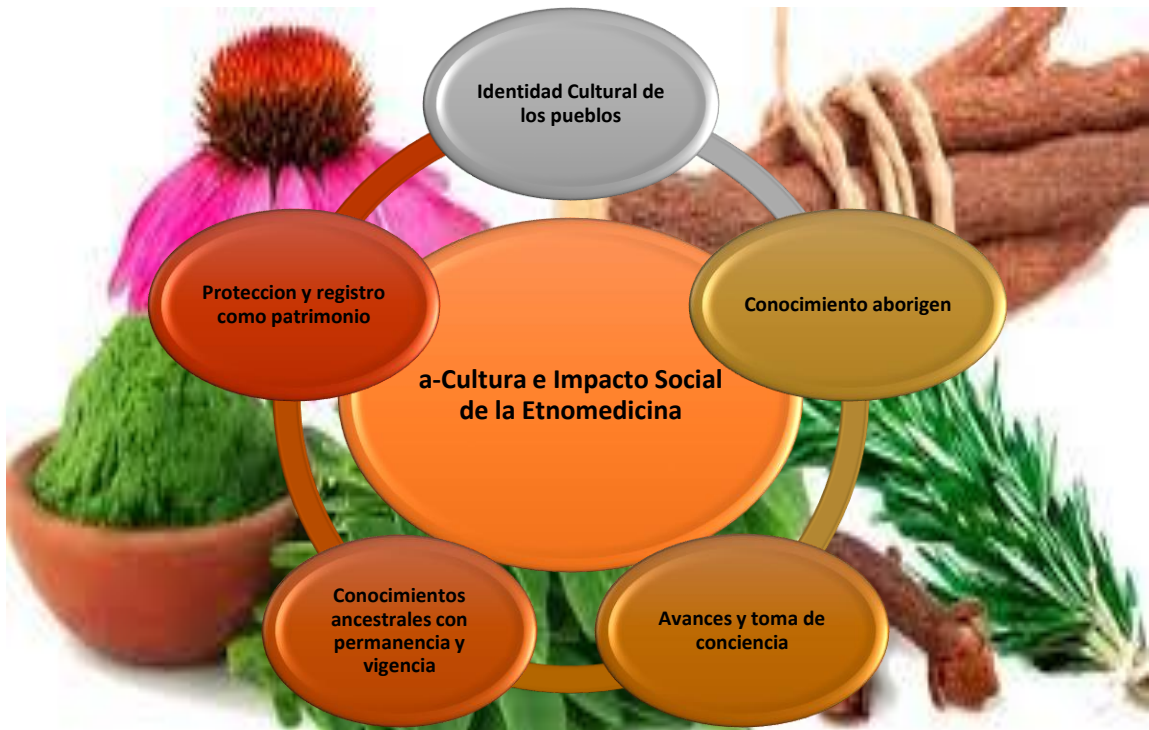 Identidad Cultural de
los pueblos
Proteccion y registro
como patrimonio
Conocimiento aborigen
a-Cultura e Impacto Social
de la Etnomedicina
Conocimientos
ancestrales con
permanencia y
vigencia
Avances y toma de
conciencia